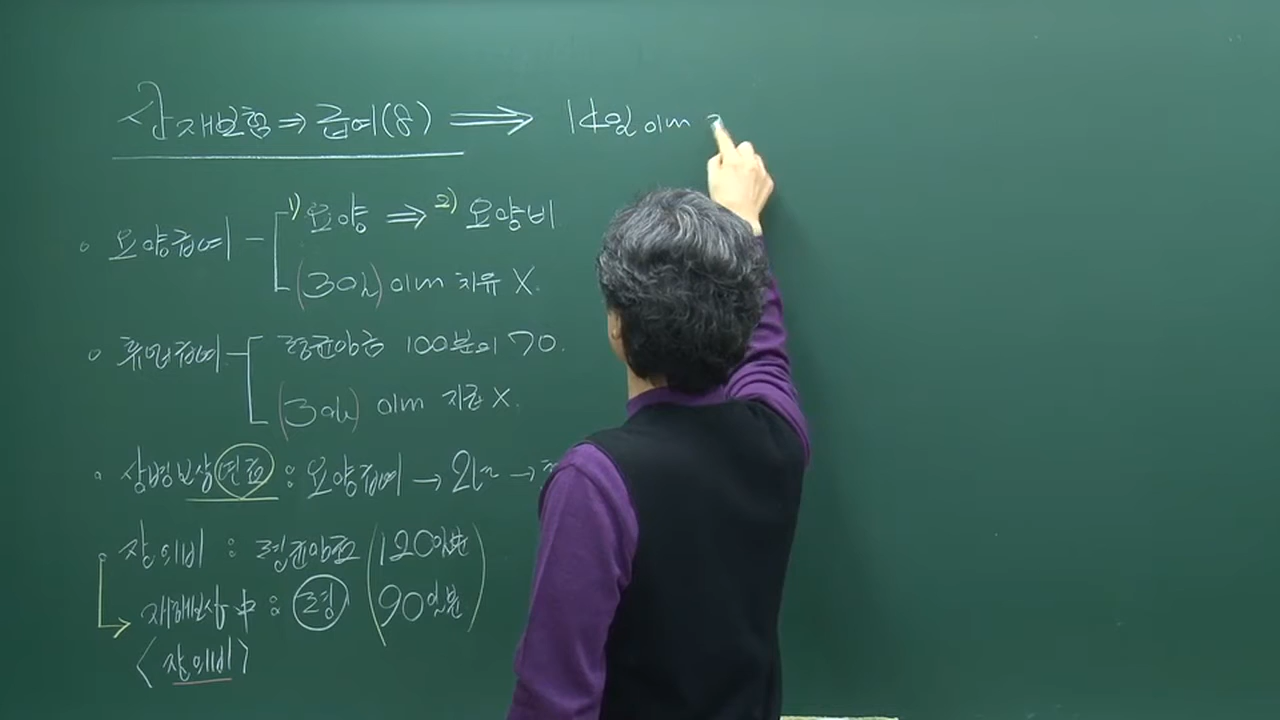 산재보험 ⇒ 급여(8) ⟹ 14일 이내
• 요양급여 - 1) 요양 ⇒ 2) 요양비
(3일) 이내 치유 X.
• 휴업급여 - 평균임금 100분의 70.
(3일) 이내 지급 X.
• 상병보상연금 : 요양급여 → 2년 →
• 장의비 : 평균임금 120일분
재해보상 中 : 평임 90일분
<장의비>